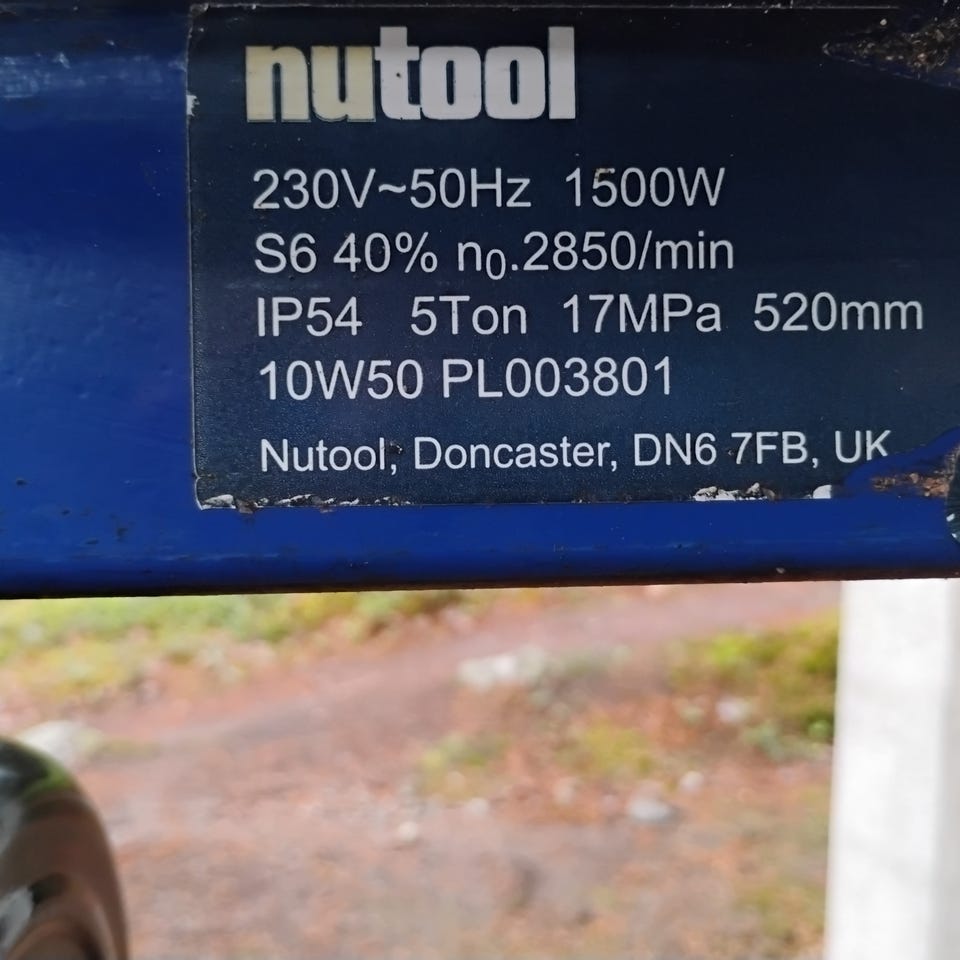 nutool
230V~50Hz 1500W
S6 40% n₀.2850/min
IP54 5Ton 17MPa 520mm
10W50 PL003801
Nutool, Doncaster, DN6 7FB, UK